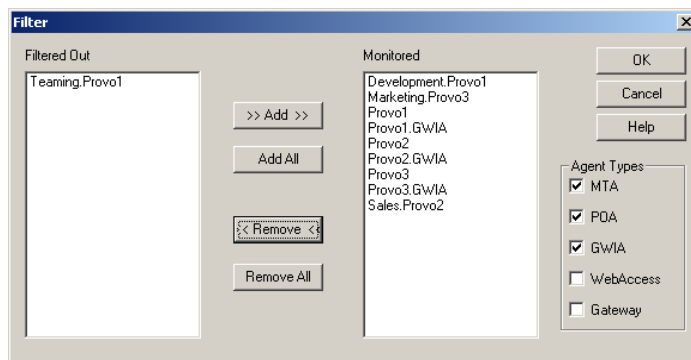 Filter
Filtered Out
Teaming.Provo1
>> Add >>
Add All
< Remove <
Remove All
Monitored
Development.Provo1
Marketing.Provo3
Provo1
Provo1.GWIA
Provo2
Provo2.GWIA
Provo3
Provo3.GWIA
Sales.Provo2
OK
Cancel
Help
Agent Types
MTA
POA
GWIA
WebAccess
Gateway